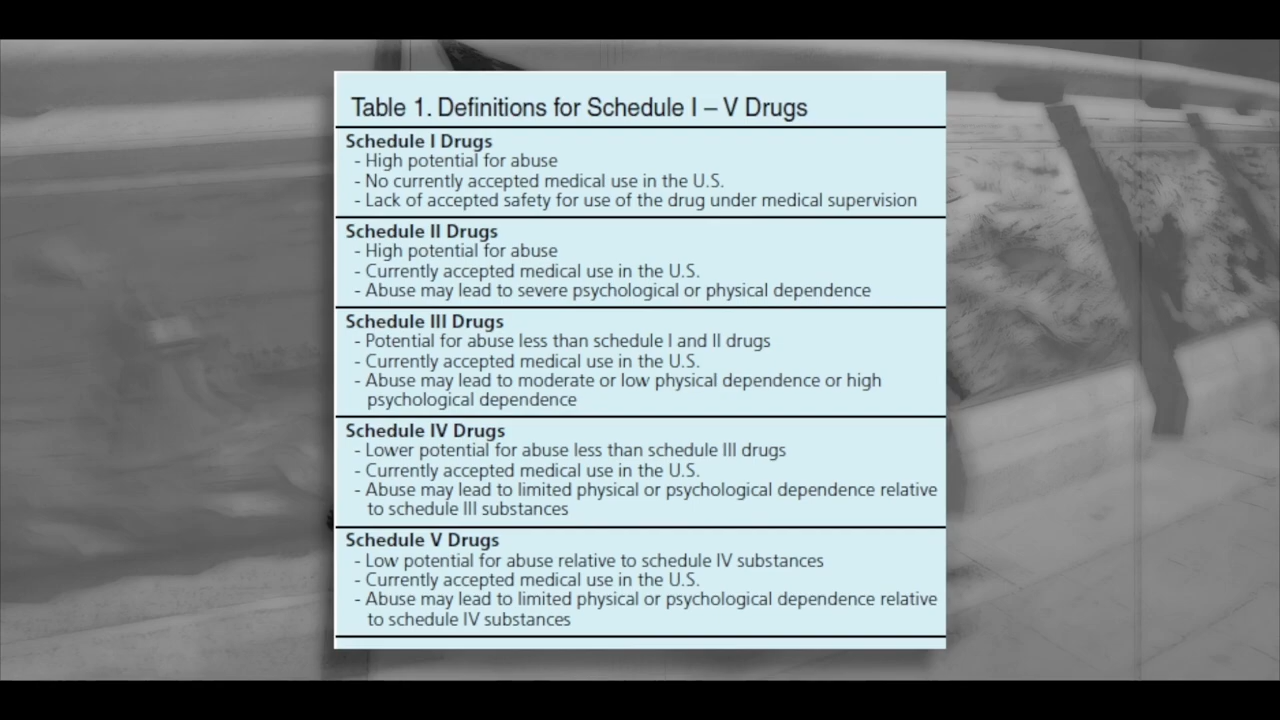 Table 1. Definitions for Schedule I – V Drugs
Schedule I Drugs
- High potential for abuse
- No currently accepted medical use in the U.S.
- Lack of accepted safety for use of the drug under medical supervision
Schedule II Drugs
- High potential for abuse
- Currently accepted medical use in the U.S.
- Abuse may lead to severe psychological or physical dependence
Schedule III Drugs
- Potential for abuse less than schedule I and II drugs
- Currently accepted medical use in the U.S.
- Abuse may lead to moderate or low physical dependence or high
psychological dependence
Schedule IV Drugs
- Lower potential for abuse less than schedule III drugs
- Currently accepted medical use in the U.S.
- Abuse may lead to limited physical or psychological dependence relative
to schedule III substances
Schedule V Drugs
- Low potential for abuse relative to schedule IV substances
- Currently accepted medical use in the U.S.
- Abuse may lead to limited physical or psychological dependence relative
to schedule IV substances